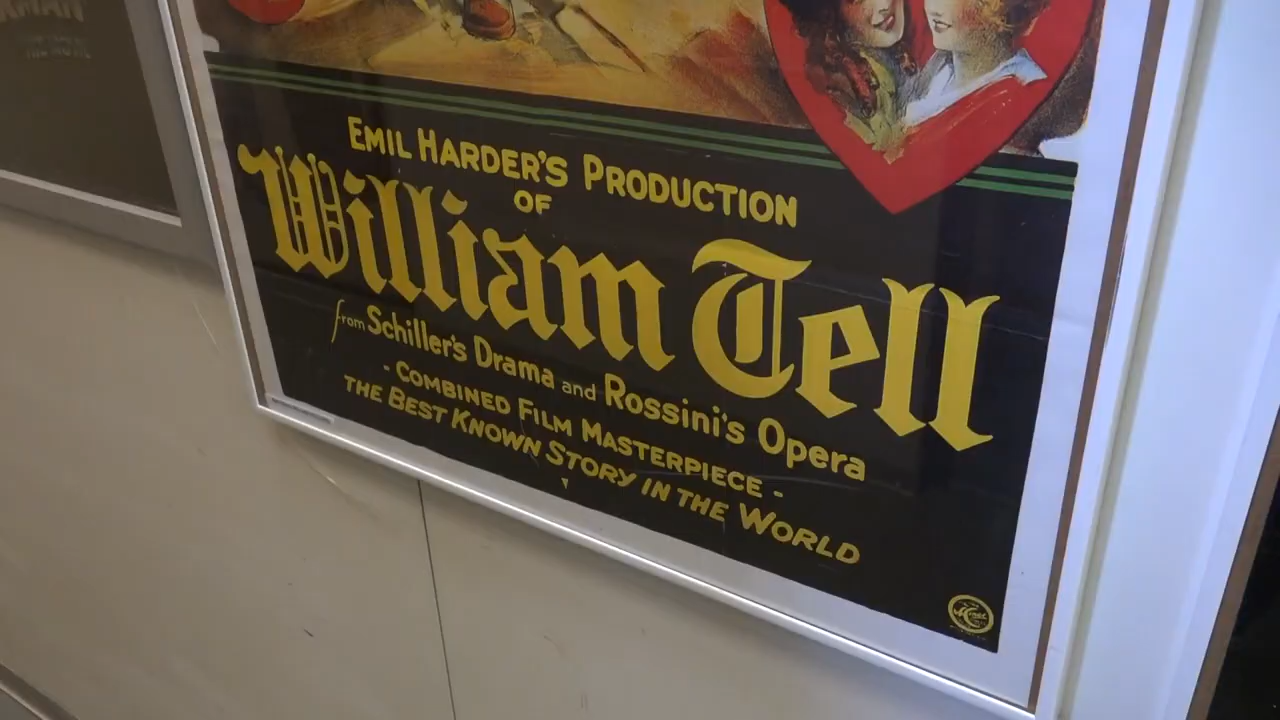 EMIL HARDER'S PRODUCTION
OF
William Tell
from Schiller's Drama and Rossini's Opera
- COMBINED FILM MASTERPIECE -
THE BEST KNOWN STORY IN THE WORLD